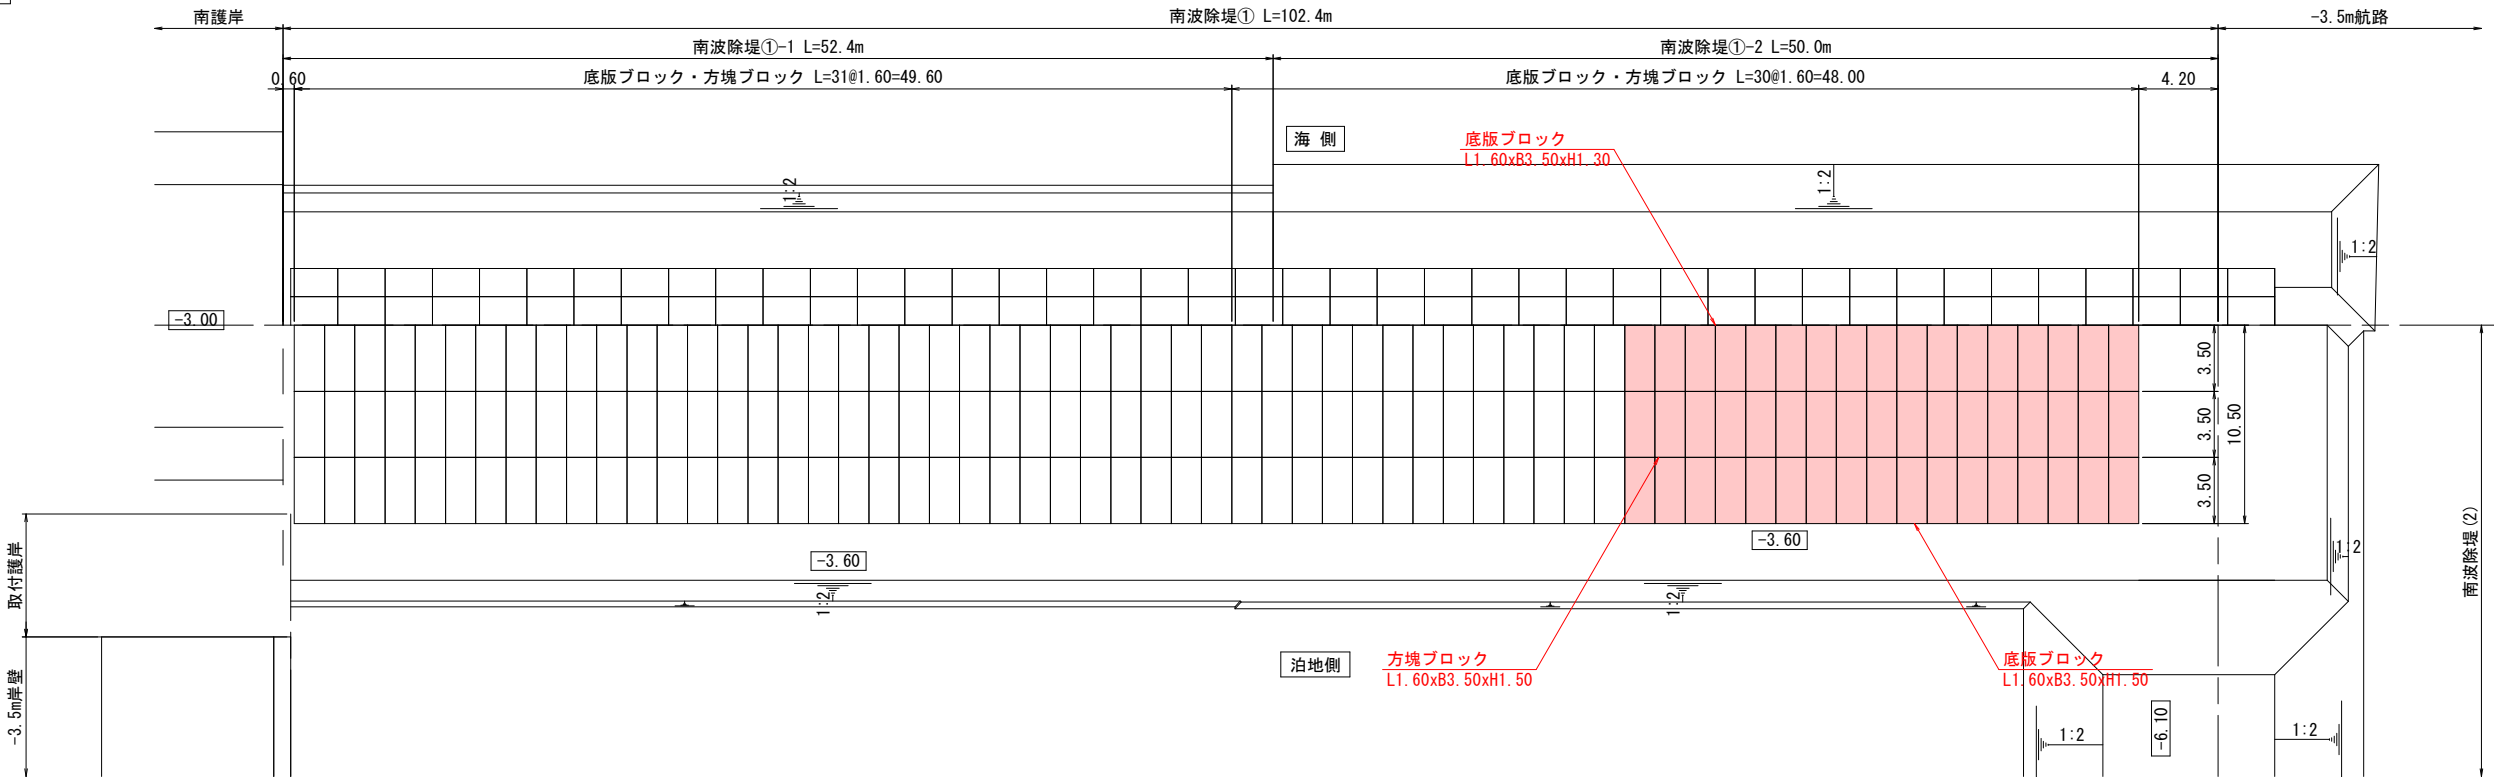 南護岸
南波除堤① L=102.4m
-3.5m航路
南波除堤①-1 L=52.4m
南波除堤①-2 L=50.0m
0.60
底版ブロック・方塊ブロック L=31@1.60=49.60
底版ブロック・方塊ブロック L=30@1.60=48.00
4.20
海 側
底版ブロック
L1.60xB3.50xH1.30
1:2
1:2
1:2
-3.00
3.50
3.50
3.50
10.50
-3.60
-3.60
1:2
1:2
1:2
取付護岸
-3.5m岸壁
南波除堤(2)
泊地側
方塊ブロック
L1.60xB3.50xH1.50
底版ブロック
L1.60xB3.50xH1.50
-6.10
1:2
1:2